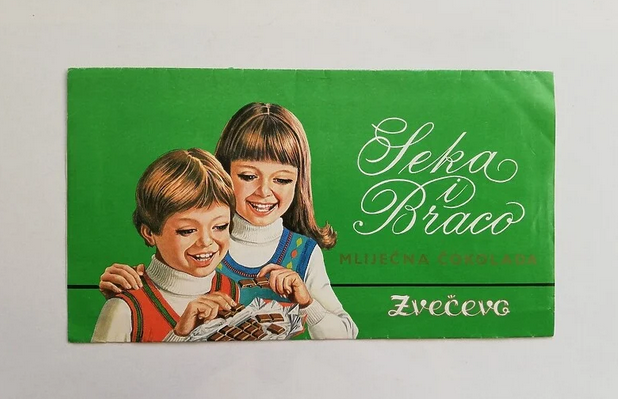 Seka
i
Braco
MLIJEČNA ČOKOLADA
Zvečevo